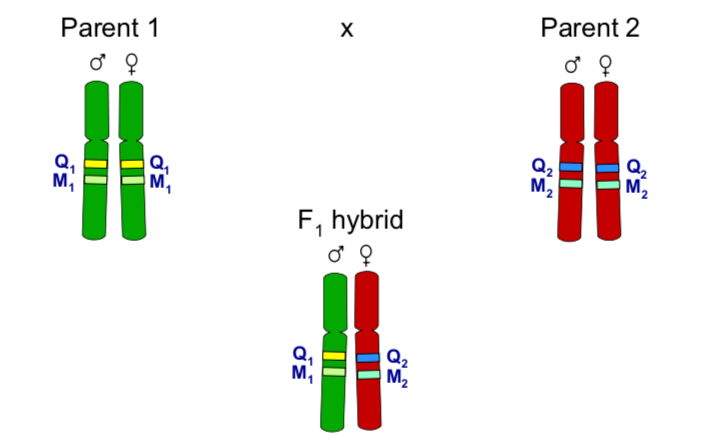 Parent 1 x Parent 2
♂ ♀ ♂ ♀
Q₁ Q₁ Q₂ Q₂
M₁ M₁ M₂ M₂
F₁ hybrid
♂ ♀
Q₁ Q₂
M₁ M₂